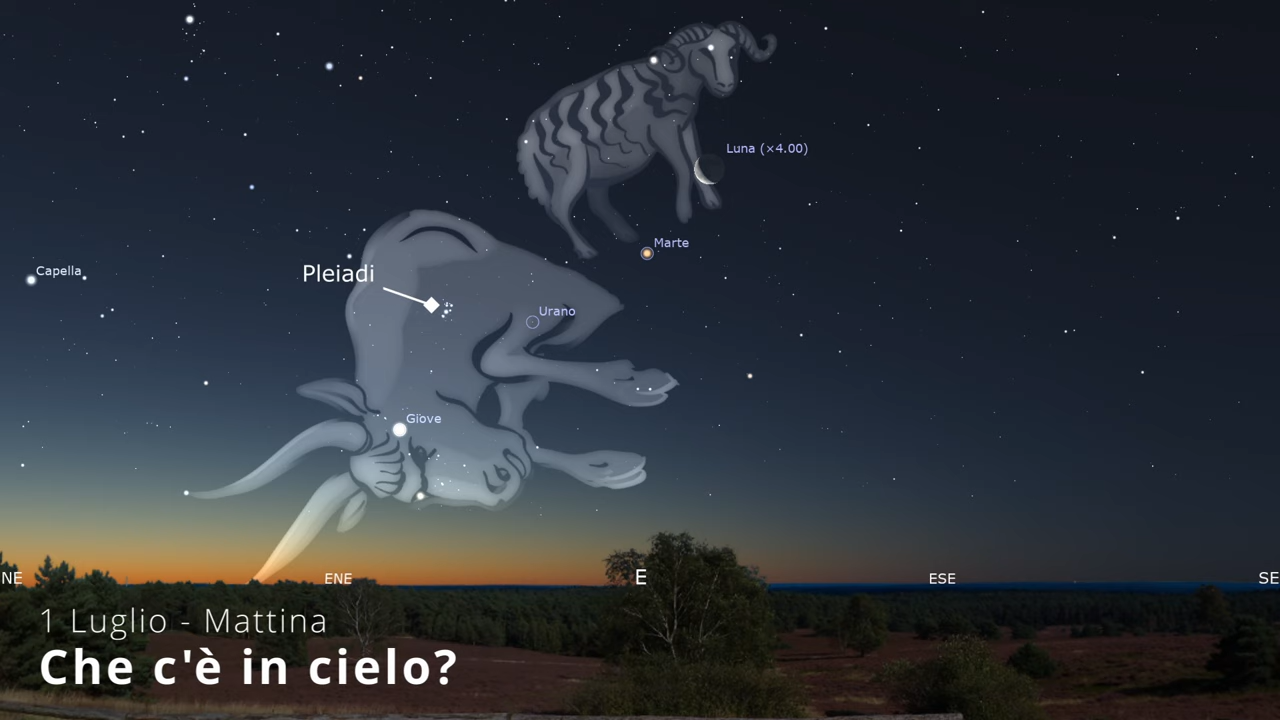 Luna (×4.00)
Marte
Capella
Pleiadi
Urano
Giove
NE
ENE
E
ESE
SE
1 Luglio - Mattina
Che c'è in cielo?